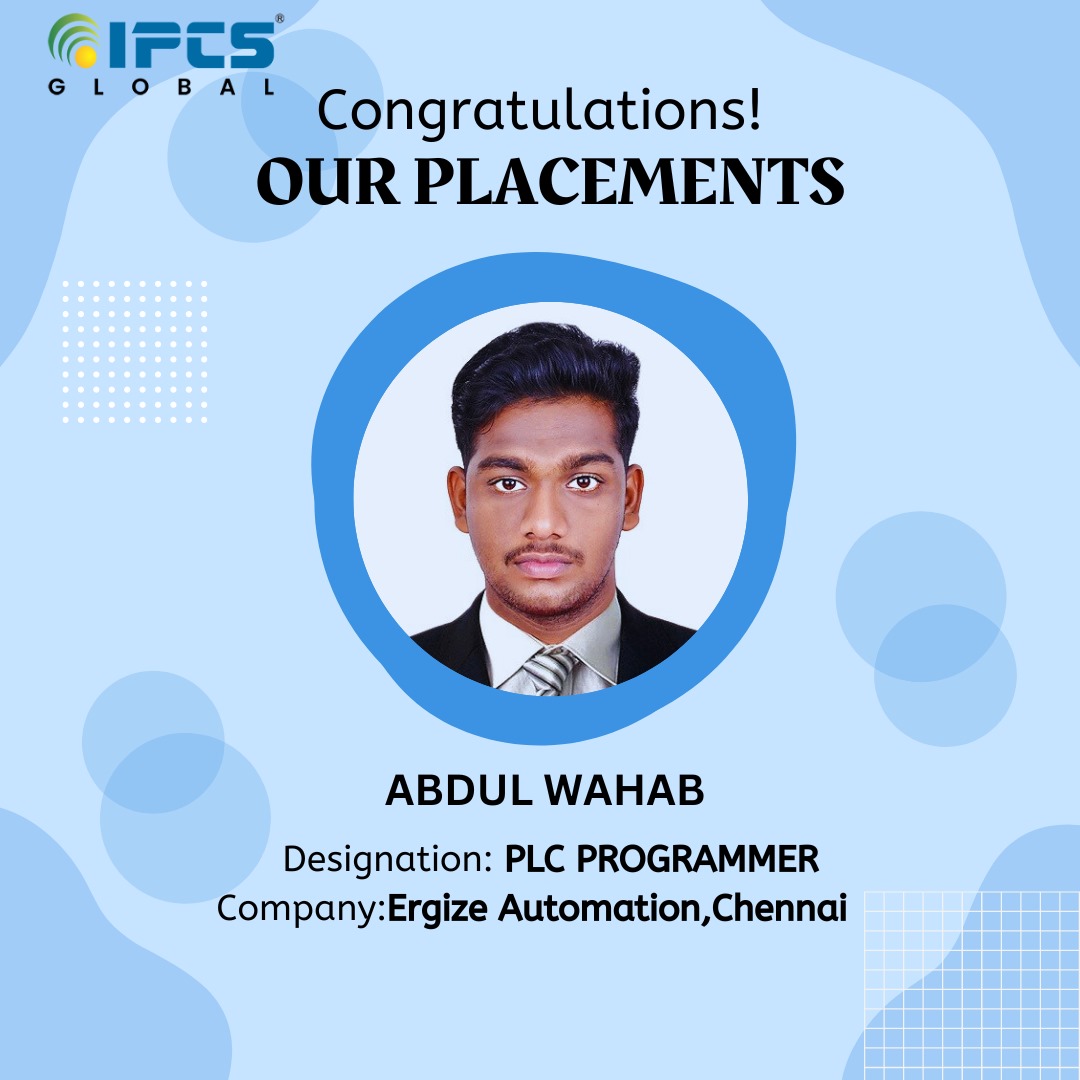 IPCS®
GLOBAL
Congratulations!
OUR PLACEMENTS
ABDUL WAHAB
Designation: PLC PROGRAMMER
Company:Ergize Automation,Chennai